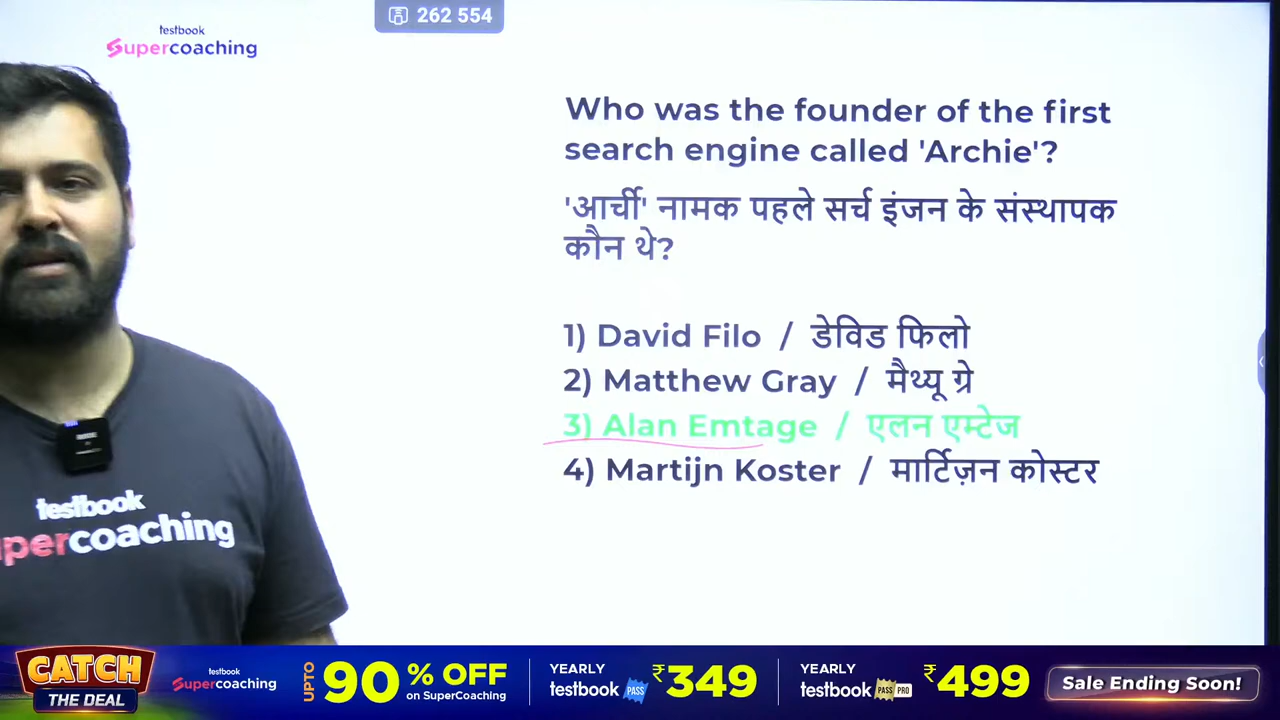 262 554
testbook
Supercoaching
Who was the founder of the first
search engine called 'Archie'?
'आर्ची' नामक पहले सर्च इंजन के संस्थापक
कौन थे?
1) David Filo / डेविड फिलो
2) Matthew Gray / मैथ्यू ग्रे
3) Alan Emtage / एलन एम्टेज
4) Martijn Koster / मार्टिज़न कोस्टर
testbook
percoaching
CATCH
THE DEAL
testbook
Supercoaching
UPTO 90% OFF
on SuperCoaching
YEARLY
testbook PASS
₹349
YEARLY
testbook PASS PRO
₹499
Sale Ending Soon!